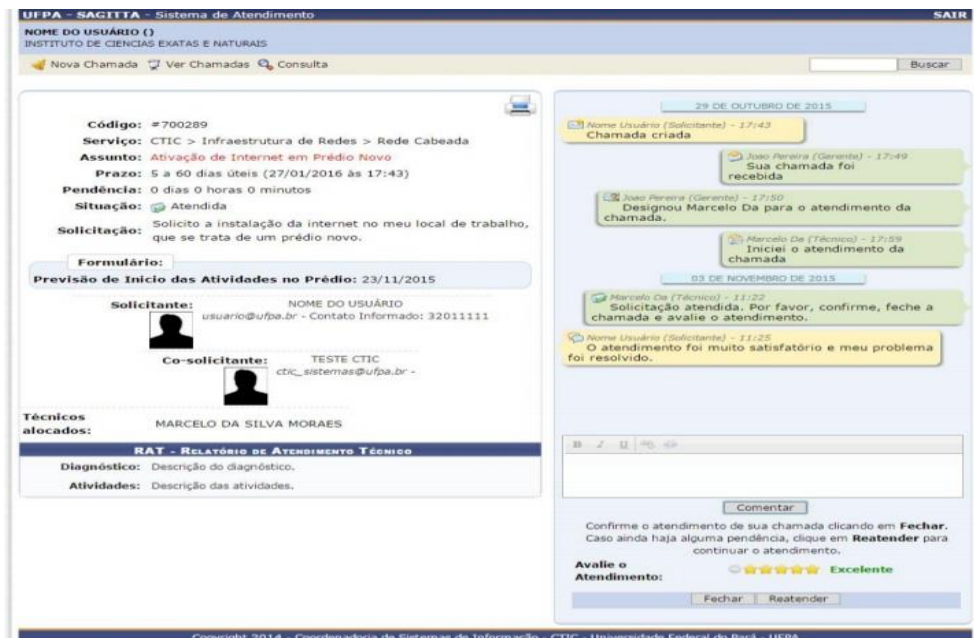 UFPA - SAGITTA - Sistema de Atendimento
SAIR
NOME DO USUÁRIO ()
INSTITUTO DE CIENCIAS EXATAS E NATURAIS
Nova Chamada Ver Chamadas Consulta
Buscar
Código: #700289
Serviço: CTIC > Infraestrutura de Redes > Rede Cabeada
Assunto: Ativação de Internet em Prédio Novo
Prazo: 5 a 60 dias úteis (27/01/2016 às 17:43)
Pendência: 0 dias 0 horas 0 minutos
Situação: Atendida
Solicitação: Solicito a instalação da internet no meu local de trabalho,
que se trata de um prédio novo.
Formulário:
Previsão de Inicio das Atividades no Prédio: 23/11/2015
Solicitante: NOME DO USUÁRIO
usuario@ufpa.br - Contato Informado: 32011111
Co-solicitante: TESTE CTIC
ctic_sistemas@ufpa.br -
Técnicos
alocados: MARCELO DA SILVA MORAES
RAT - RELATÓRIO DE ATENDIMENTO TÉCNICO
Diagnóstico: Descrição do diagnóstico.
Atividades: Descrição das atividades.
29 DE OUTUBRO DE 2015
Nome Usuário (Solicitante) - 17:43
Chamada criada
Joao Pereira (Gerente) - 17:49
Sua chamada foi
recebida
Joao Pereira (Gerente) - 17:50
Designou Marcelo Da para o atendimento da
chamada.
Marcelo Da (Técnico) - 17:59
Iniciei o atendimento da
chamada
03 DE NOVEMBRO DE 2015
Marcelo Da (Técnico) - 11:22
Solicitação atendida. Por favor, confirme, feche a
chamada e avalie o atendimento.
Nome Usuário (Solicitante) - 11:25
O atendimento foi muito satisfatório e meu problema
foi resolvido.
B I U
Comentar
Confirme o atendimento de sua chamada clicando em Fechar.
Caso ainda haja alguma pendência, clique em Reatender para
continuar o atendimento.
Avalie o
Atendimento: Excelente
Fechar Reatender
Copyright 2014 - Coordenadoria de Sistemas de Informação - CTIC - Universidade Federal do Pará - UFPA